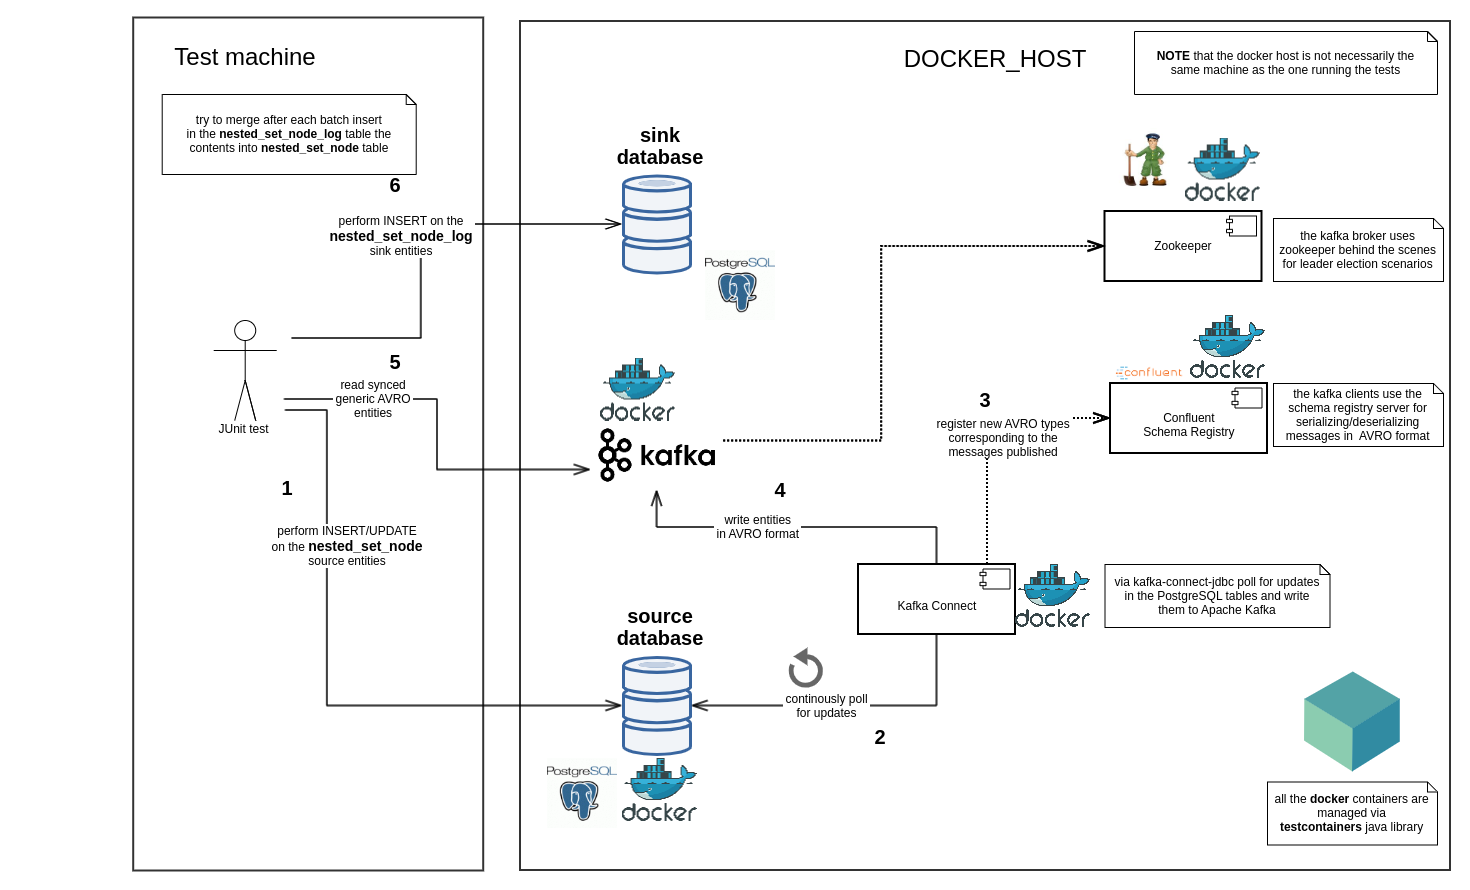 Test machine
try to merge after each batch insert
in the nested_set_node_log table the
contents into nested_set_node table
6
perform INSERT on the
nested_set_node_log
sink entities
JUnit test
5
read synced
generic AVRO
entities
1
perform INSERT/UPDATE
on the nested_set_node
source entities
DOCKER_HOST
NOTE that the docker host is not necessarily the
same machine as the one running the tests
sink
database
PostgreSQL
docker
Zookeeper
the kafka broker uses
zookeeper behind the scenes
for leader election scenarios
docker
kafka
confluent
docker
Confluent
Schema Registry
the kafka clients use the
schema registry server for
serializing/deserializing
messages in  AVRO format
3
register new AVRO types
corresponding to the
messages published
4
write entities
in AVRO format
Kafka Connect
docker
via kafka-connect-jdbc poll for updates
in the PostgreSQL tables and write
them to Apache Kafka
source
database
continously poll
for updates
2
PostgreSQL
docker
all the docker containers are
managed via
testcontainers java library